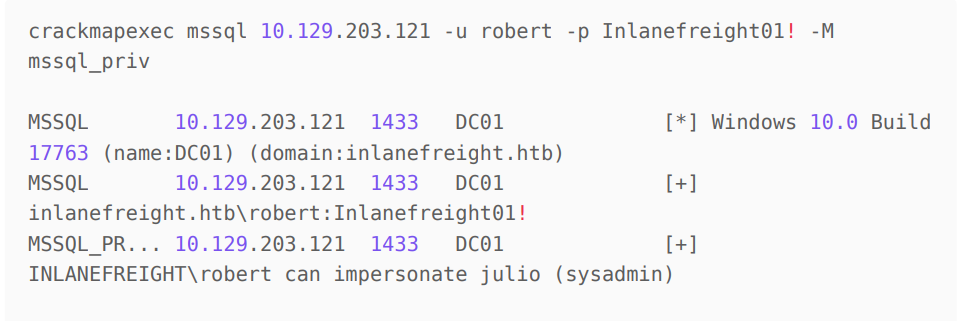 crackmapexec mssql 10.129.203.121 -u robert -p Inlanefreight01! -M
mssql_priv
MSSQL 10.129.203.121 1433 DC01 [*] Windows 10.0 Build
17763 (name:DC01) (domain:inlanefreight.htb)
MSSQL 10.129.203.121 1433 DC01 [+]
inlanefreight.htb\robert:Inlanefreight01!
MSSQL_PR... 10.129.203.121 1433 DC01 [+]
INLANEFREIGHT\robert can impersonate julio (sysadmin)